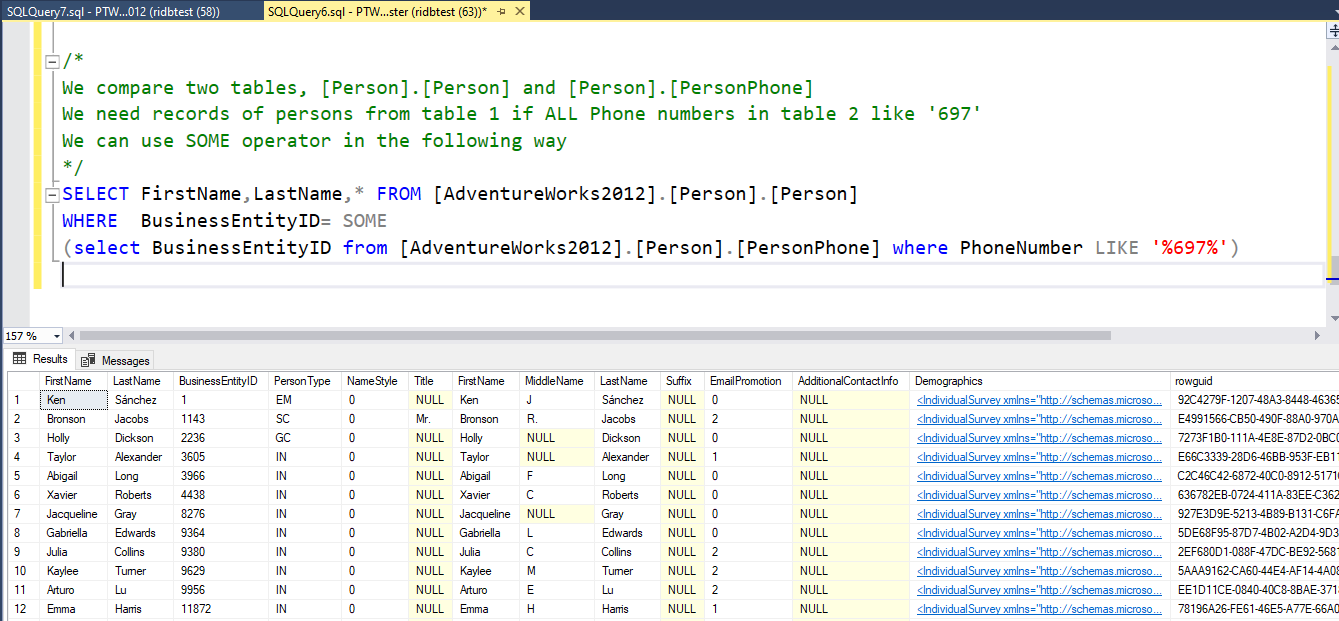 SQLQuery7.sql - PTW...012 (ridbtest (58))
SQLQuery6.sql - PTW...ster (ridbtest (63))*
/*
We compare two tables, [Person].[Person] and [Person].[PersonPhone]
We need records of persons from table 1 if ALL Phone numbers in table 2 like '697'
We can use SOME operator in the following way
*/
SELECT FirstName,LastName,* FROM [AdventureWorks2012].[Person].[Person]
WHERE  BusinessEntityID= SOME
(select BusinessEntityID from [AdventureWorks2012].[Person].[PersonPhone] where PhoneNumber LIKE '%697%')
157 %
Results Messages
FirstName LastName BusinessEntityID PersonType NameStyle Title FirstName MiddleName LastName Suffix EmailPromotion AdditionalContactInfo Demographics rowguid
1 Ken Sánchez 1 EM 0 NULL Ken J Sánchez NULL 0 NULL <IndividualSurvey xmlns="http://schemas.microso... 92C4279F-1207-48A3-8448-46365
2 Bronson Jacobs 1143 SC 0 Mr. Bronson R. Jacobs NULL 2 NULL <IndividualSurvey xmlns="http://schemas.microso... E4991566-CB50-490F-88A0-970A
3 Holly Dickson 2236 GC 0 NULL Holly NULL Dickson NULL 0 NULL <IndividualSurvey xmlns="http://schemas.microso... 7273F1B0-111A-4E8E-87D2-0BC0
4 Taylor Alexander 3605 IN 0 NULL Taylor NULL Alexander NULL 1 NULL <IndividualSurvey xmlns="http://schemas.microso... E66C3339-28D6-46BB-953F-EB11
5 Abigail Long 3966 IN 0 NULL Abigail F Long NULL 0 NULL <IndividualSurvey xmlns="http://schemas.microso... C2C46C42-6872-40C0-8912-5171
6 Xavier Roberts 4438 IN 0 NULL Xavier C Roberts NULL 0 NULL <IndividualSurvey xmlns="http://schemas.microso... 636782EB-0724-411A-83EE-C362
7 Jacqueline Gray 8276 IN 0 NULL Jacqueline NULL Gray NULL 0 NULL <IndividualSurvey xmlns="http://schemas.microso... 927E3D9E-5213-4B89-B131-C6FA
8 Gabriella Edwards 9364 IN 0 NULL Gabriella L Edwards NULL 0 NULL <IndividualSurvey xmlns="http://schemas.microso... 5DE68F95-87D7-4B02-A2D4-9D3
9 Julia Collins 9380 IN 0 NULL Julia C Collins NULL 2 NULL <IndividualSurvey xmlns="http://schemas.microso... 2EF680D1-088F-47DC-BE92-5681
10 Kaylee Turner 9629 IN 0 NULL Kaylee M Turner NULL 2 NULL <IndividualSurvey xmlns="http://schemas.microso... 5AAA9162-CA60-44E4-AF14-4A08
11 Arturo Lu 9956 IN 0 NULL Arturo E Lu NULL 2 NULL <IndividualSurvey xmlns="http://schemas.microso... EE1D11CE-0840-40C8-8BAE-3718
12 Emma Harris 11872 IN 0 NULL Emma H Harris NULL 1 NULL <IndividualSurvey xmlns="http://schemas.microso... 78196A26-FE61-46E5-A77E-66A0